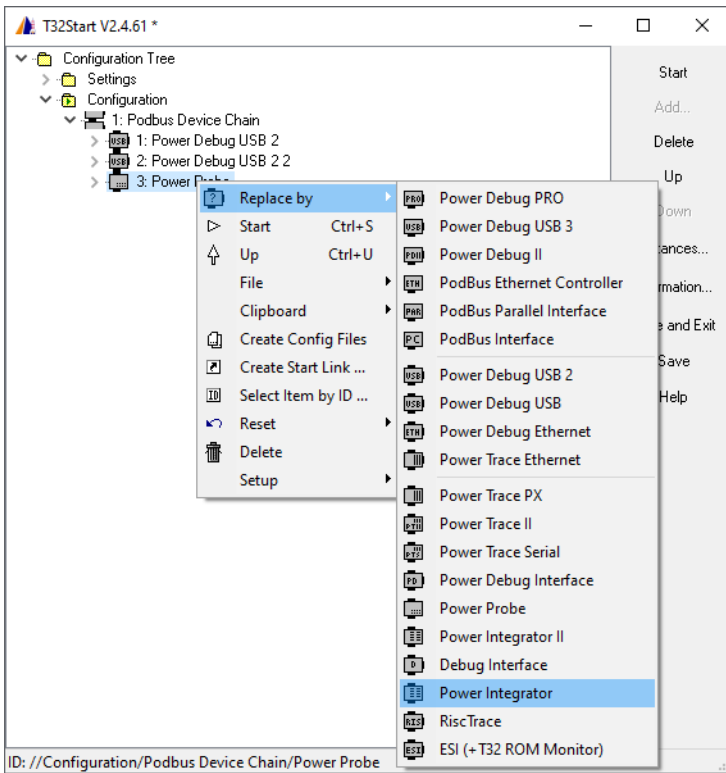 T32Start V2.4.61 *
Configuration Tree
Settings
Configuration
1: Podbus Device Chain
1: Power Debug USB 2
2: Power Debug USB 2 2
3: Power Probe
Start
Add...
Delete
Up
Down
ances...
rmation...
e and Exit
Save
Help
Replace by
Start Ctrl+S
Up Ctrl+U
File
Clipboard
Create Config Files
Create Start Link ...
Select Item by ID ...
Reset
Delete
Setup
Power Debug PRO
Power Debug USB 3
Power Debug II
PodBus Ethernet Controller
PodBus Parallel Interface
PodBus Interface
Power Debug USB 2
Power Debug USB
Power Debug Ethernet
Power Trace Ethernet
Power Trace PX
Power Trace II
Power Trace Serial
Power Debug Interface
Power Probe
Power Integrator II
Debug Interface
Power Integrator
RiscTrace
ESI (+T32 ROM Monitor)
ID: //Configuration/Podbus Device Chain/Power Probe